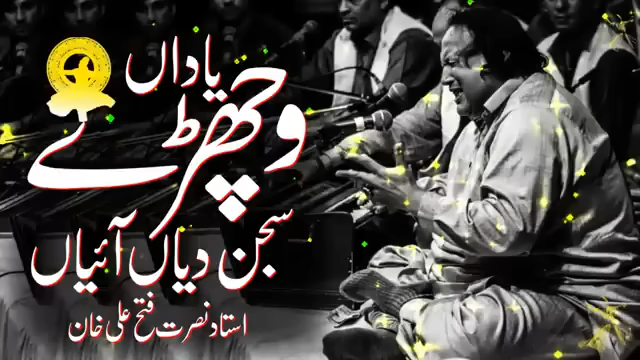 یاداں
وچھڑے
سجن دیاں آئیاں
استاد نصرت فتح علی خان